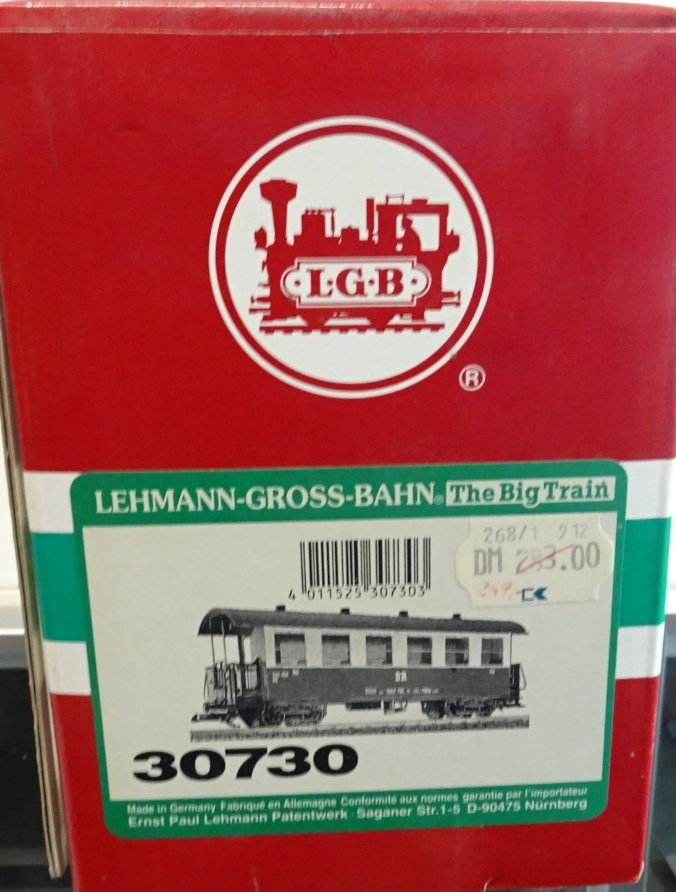 L·G·B
®
LEHMANN-GROSS-BAHN® The Big Train
268/1 912
DM 283.00
349,-
4 011525 307303
DR
30730
Made in Germany Fabriqué en Allemagne Conformité aux normes garantie par l'importateur
Ernst Paul Lehmann Patentwerk · Saganer Str.1-5 D-90475 Nürnberg